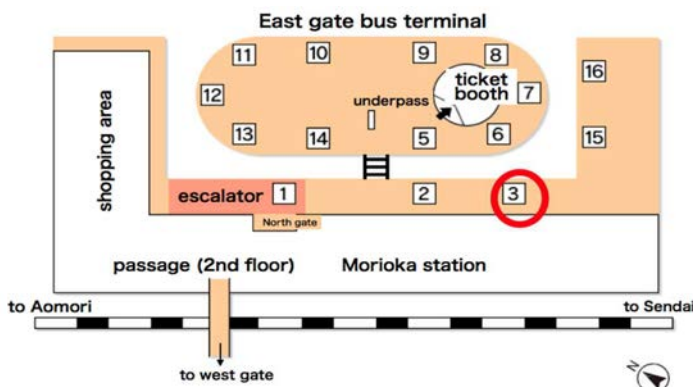 East gate bus terminal
11
10
9
8
ticket
booth
7
16
12
underpass
13
14
5
6
15
shopping area
escalator
1
2
3
North gate
passage (2nd floor)
Morioka station
to Aomori
to Sendai
to west gate
N